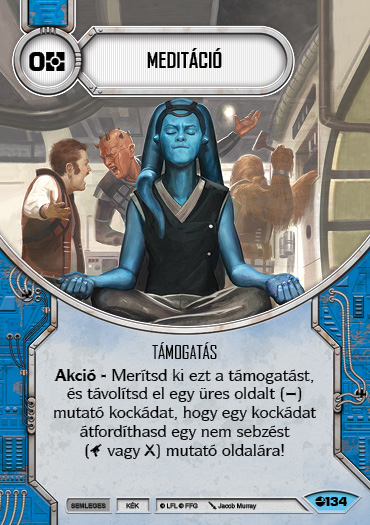 0
MEDITÁCIÓ
TÁMOGATÁS
Akció - Merítsd ki ezt a támogatást,
és távolítsd el egy üres oldalt (–)
mutató kockádat, hogy egy kockádat
átfordíthasd egy nem sebzést
( vagy ) mutató oldalára!
SEMLEGES KÉK © LFL © FFG Jacob Murray
134